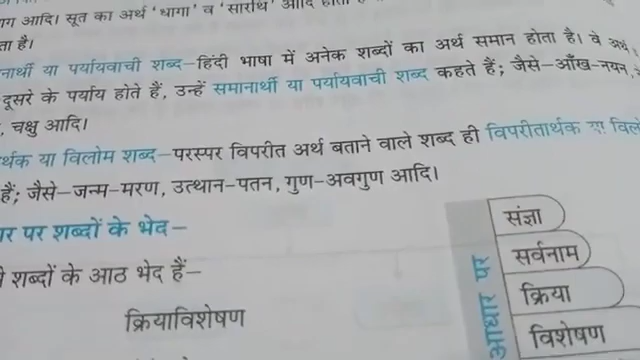 आदि। सूत का अर्थ 'धागा' व 'सारथि' आदि होता
ता है।
नार्थी या पर्यायवाची शब्द–हिंदी भाषा में अनेक शब्दों का अर्थ समान होता है। वे अर्थ
दूसरे के पर्याय होते हैं, उन्हें समानार्थी या पर्यायवाची शब्द कहते हैं; जैसे–आँख-नयन,
, चक्षु आदि।
र्थक या विलोम शब्द–परस्पर विपरीत अर्थ बताने वाले शब्द ही विपरीतार्थक या विलो
हैं; जैसे–जन्म-मरण, उत्थान-पतन, गुण-अवगुण आदि।
र पर शब्दों के भेद–
शब्दों के आठ भेद हैं–
क्रियाविशेषण
आधार पर
संज्ञा
सर्वनाम
क्रिया
विशेषण